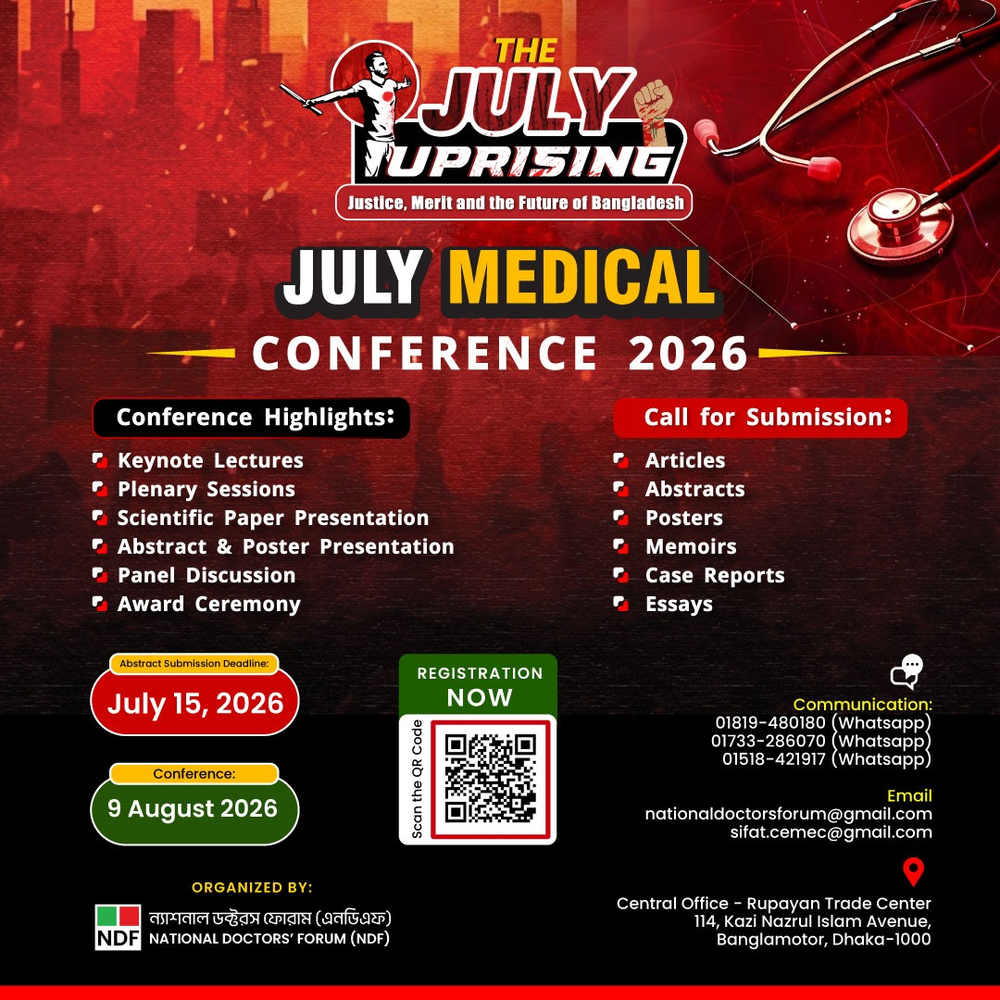 THE
JULY
UPRISING
Justice, Merit and the Future of Bangladesh
JULY MEDICAL
CONFERENCE 2026
Conference Highlights:
Keynote Lectures
Plenary Sessions
Scientific Paper Presentation
Abstract & Poster Presentation
Panel Discussion
Award Ceremony
Call for Submission:
Articles
Abstracts
Posters
Memoirs
Case Reports
Essays
Abstract Submission Deadline:
July 15, 2026
Conference:
9 August 2026
REGISTRATION
NOW
Scan the QR Code
Communication:
01819-480180 (Whatsapp)
01733-286070 (Whatsapp)
01518-421917 (Whatsapp)
Email
nationaldoctorsforum@gmail.com
sifat.cemec@gmail.com
Central Office - Rupayan Trade Center
114, Kazi Nazrul Islam Avenue,
Banglamotor, Dhaka-1000
ORGANIZED BY:
NDF
ন্যাশনাল ডক্টরস ফোরাম (এনডিএফ)
NATIONAL DOCTORS' FORUM (NDF)